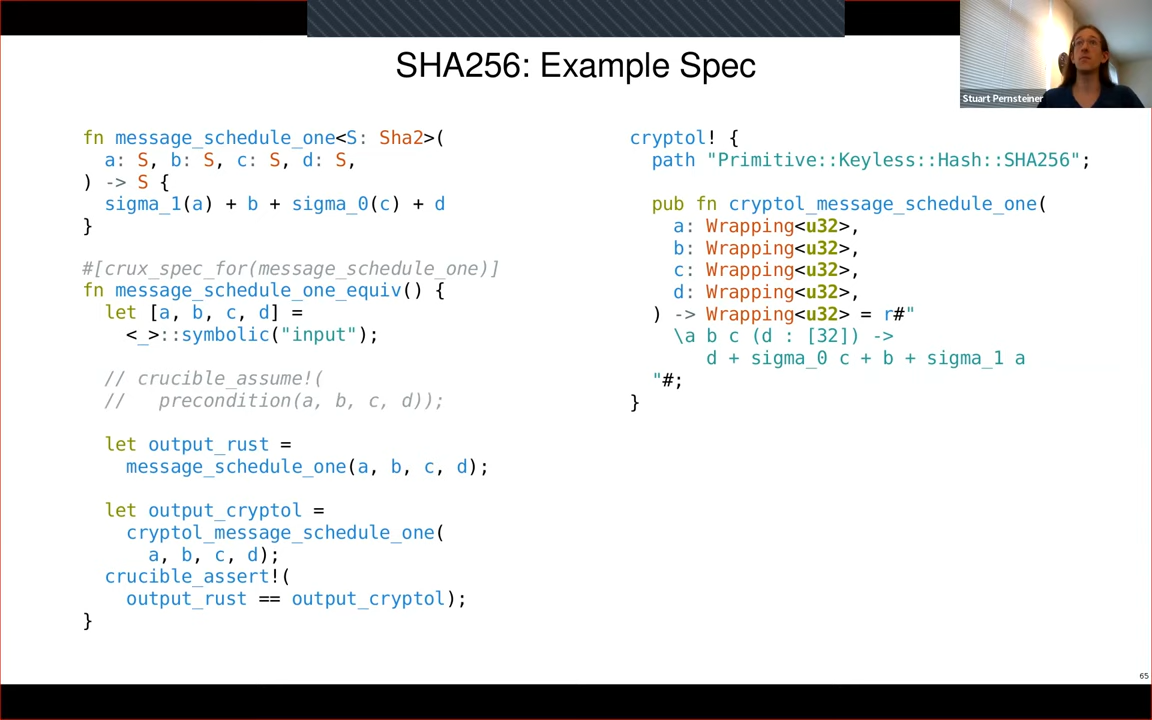 SHA256: Example Spec
Stuart Pernsteiner
fn message_schedule_one<S: Sha2>(
  a: S, b: S, c: S, d: S,
) -> S {
  sigma_1(a) + b + sigma_0(c) + d
}
#[crux_spec_for(message_schedule_one)]
fn message_schedule_one_equiv() {
  let [a, b, c, d] =
    <_>::symbolic("input");
  // crucible_assume!(
  //   precondition(a, b, c, d));
  let output_rust =
    message_schedule_one(a, b, c, d);
  let output_cryptol =
    cryptol_message_schedule_one(
      a, b, c, d);
  crucible_assert!(
    output_rust == output_cryptol);
}
cryptol! {
  path "Primitive::Keyless::Hash::SHA256";
  pub fn cryptol_message_schedule_one(
    a: Wrapping<u32>,
    b: Wrapping<u32>,
    c: Wrapping<u32>,
    d: Wrapping<u32>,
  ) -> Wrapping<u32> = r#"
    \a b c (d : [32]) ->
       d + sigma_0 c + b + sigma_1 a
  "#;
}
65